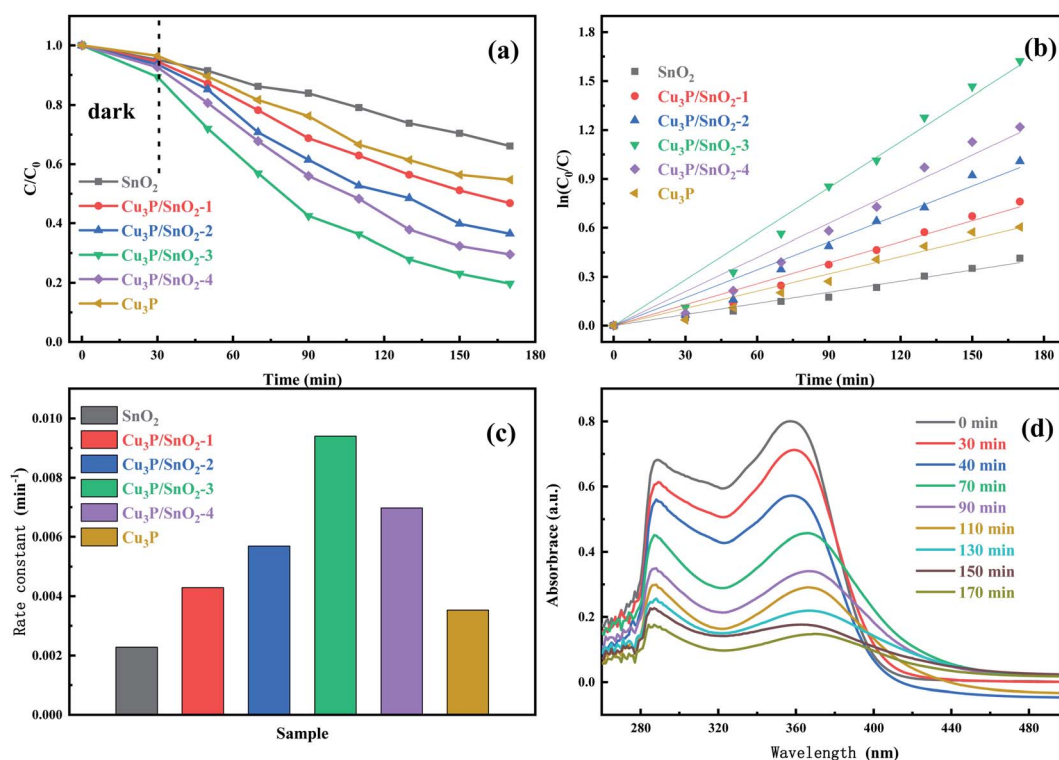 (a)
dark
SnO₂
Cu₃P/SnO₂-1
Cu₃P/SnO₂-2
Cu₃P/SnO₂-3
Cu₃P/SnO₂-4
Cu₃P
C/C₀
1.0
0.8
0.6
0.4
0.2
0.0
0 30 60 90 120 150 180
Time (min)
(b)
SnO₂
Cu₃P/SnO₂-1
Cu₃P/SnO₂-2
Cu₃P/SnO₂-3
Cu₃P/SnO₂-4
Cu₃P
ln(C₀/C)
1.8
1.5
1.2
0.9
0.6
0.3
0.0
0 30 60 90 120 150 180
Time (min)
(c)
SnO₂
Cu₃P/SnO₂-1
Cu₃P/SnO₂-2
Cu₃P/SnO₂-3
Cu₃P/SnO₂-4
Cu₃P
Rate constant (min⁻¹)
0.010
0.008
0.006
0.004
0.002
0.000
Sample
(d)
0 min
30 min
40 min
70 min
90 min
110 min
130 min
150 min
170 min
Absorbrace (a.u.)
0.8
0.6
0.4
0.2
0.0
280 320 360 400 440 480
Wavelength (nm)